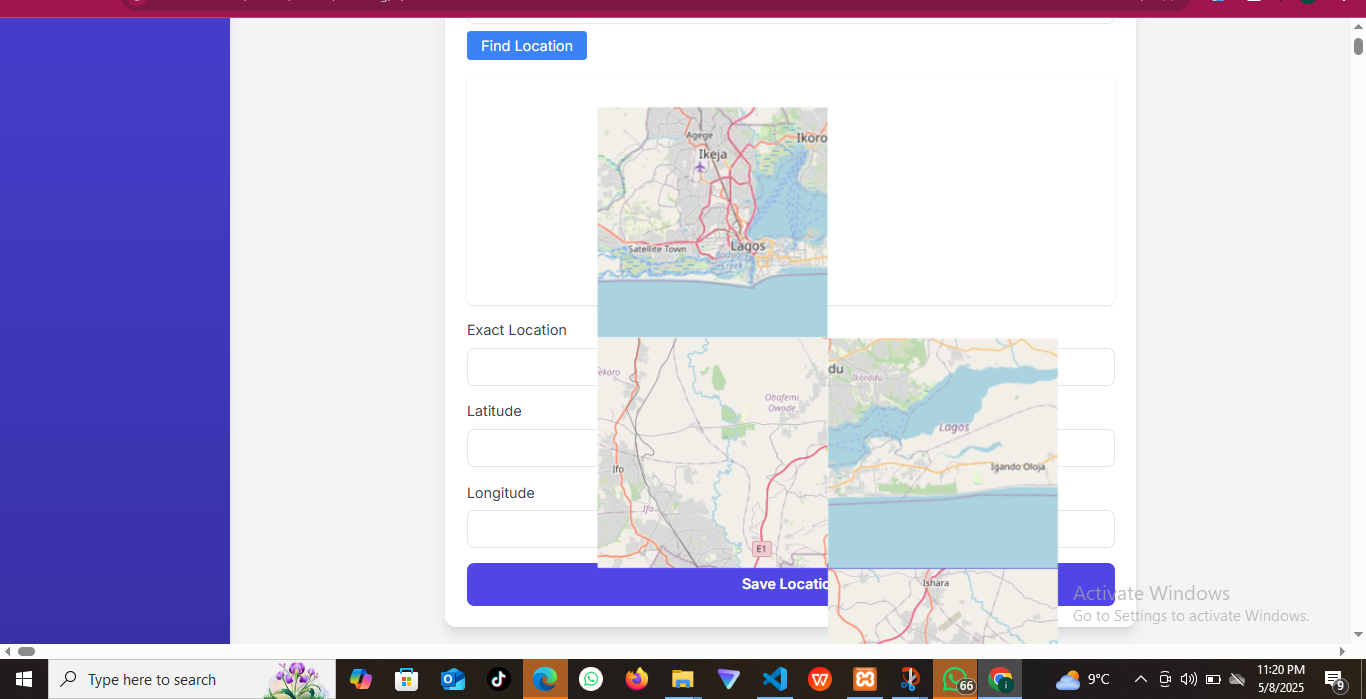 Find Location
Agege
Ikoro
Ikeja
Satellite Town
Lagos
Creek
Exact Location
du
Ikorodu
Obafemi
Owode
Latitude
Lagos
Igando Oloja
Ifo
Longitude
Ifo
E1
Save Locatio
Ishara
Activate Windows
Go to Settings to activate Windows.
Type here to search
66
9°C
11:20 PM
5/8/2025
9